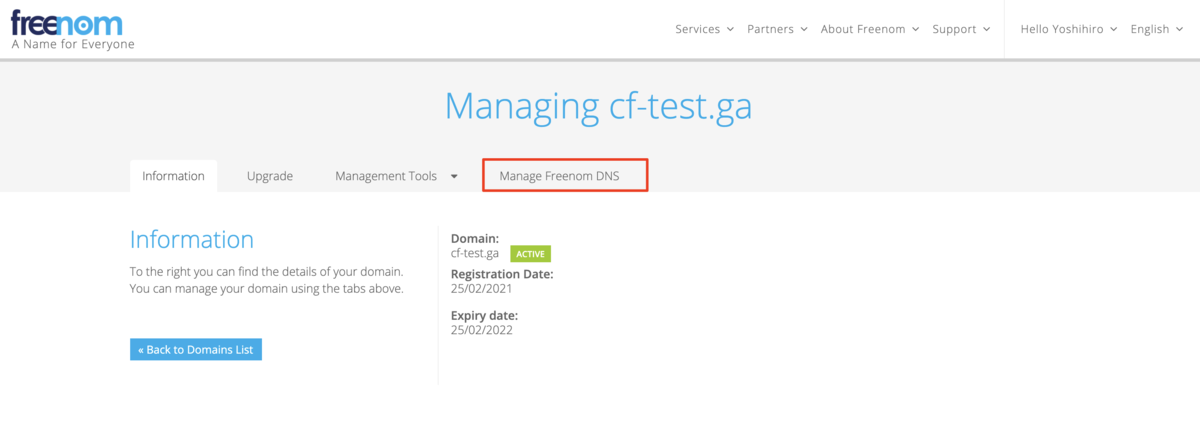 freenom
A Name for Everyone
Services Partners About Freenom Support Hello Yoshihiro English
Managing cf-test.ga
Information Upgrade Management Tools Manage Freenom DNS
Information
To the right you can find the details of your domain.
You can manage your domain using the tabs above.
« Back to Domains List
Domain:
cf-test.ga ACTIVE
Registration Date:
25/02/2021
Expiry date:
25/02/2022